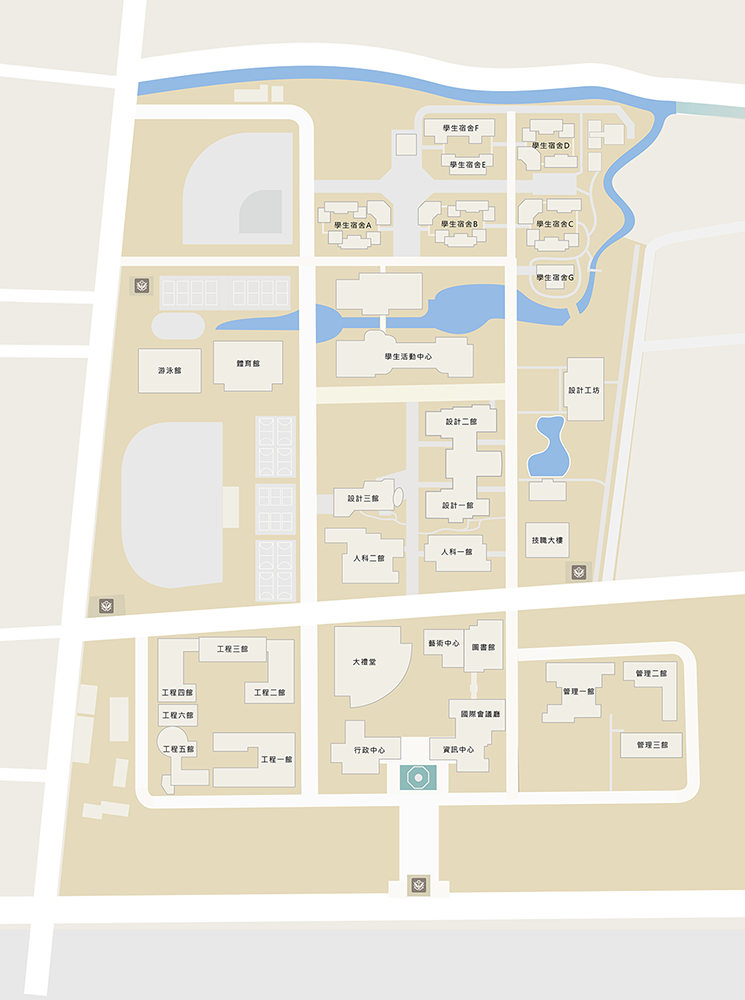 學生宿舍F
學生宿舍E
學生宿舍D
學生宿舍A
學生宿舍B
學生宿舍C
學生宿舍G
學生活動中心
游泳館
體育館
設計工坊
設計二館
設計三館
設計一館
技職大樓
人科二館
人科一館
工程三館
大禮堂
藝術中心
圖書館
工程四館
工程二館
管理一館
管理二館
工程六館
國際會議廳
工程五館
工程一館
行政中心
資訊中心
管理三館